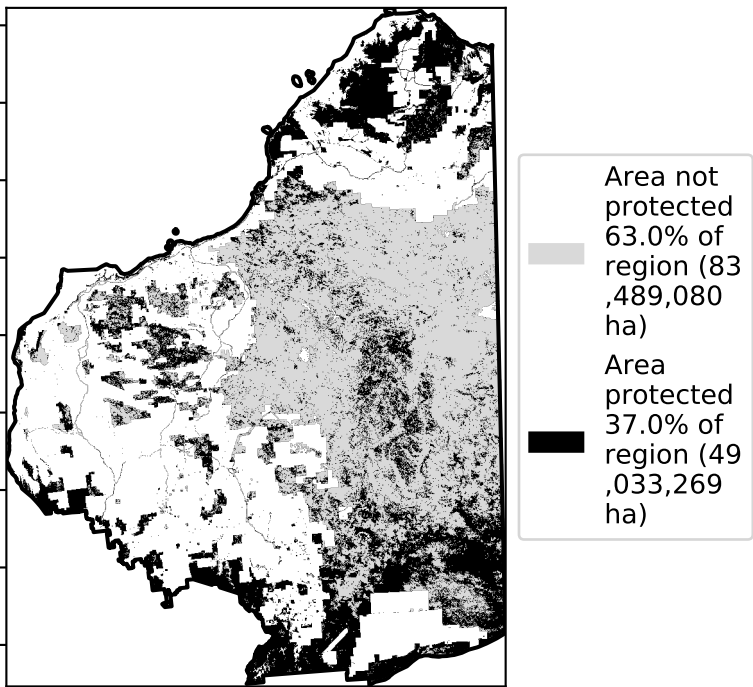 Area not
protected
63.0% of
region (83
,489,080
ha)
Area
protected
37.0% of
region (49
,033,269
ha)